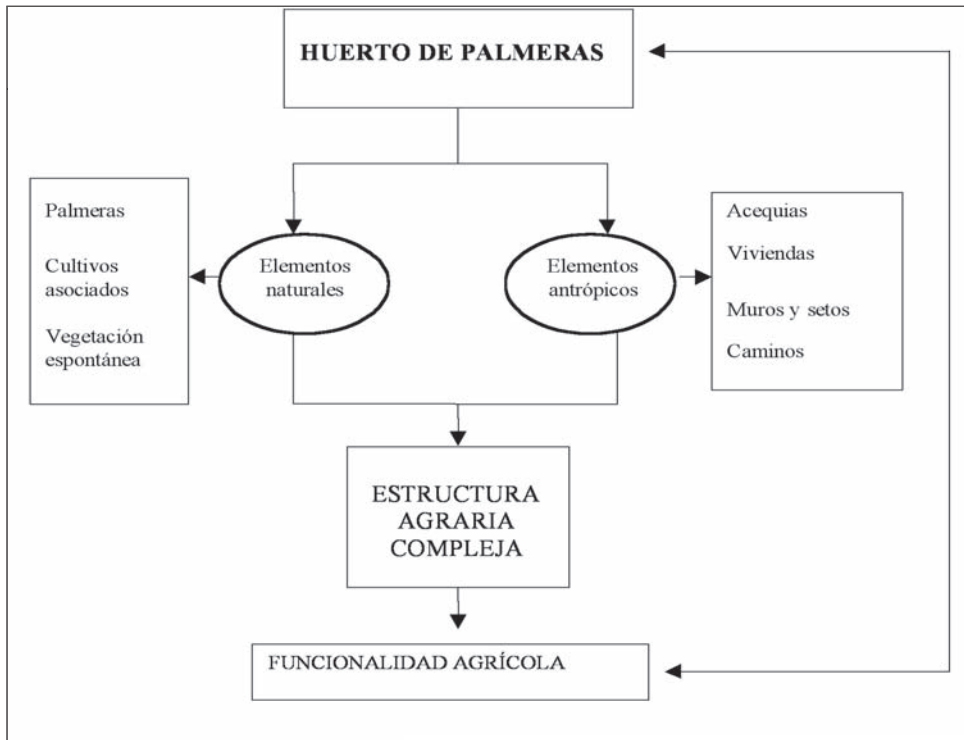 HUERTO DE PALMERAS
Palmeras
Cultivos
asociados
Vegetación
espontánea
Elementos
naturales
Elementos
antrópicos
Acequias
Viviendas
Muros y setos
Caminos
ESTRUCTURA
AGRARIA
COMPLEJA
FUNCIONALIDAD AGRÍCOLA